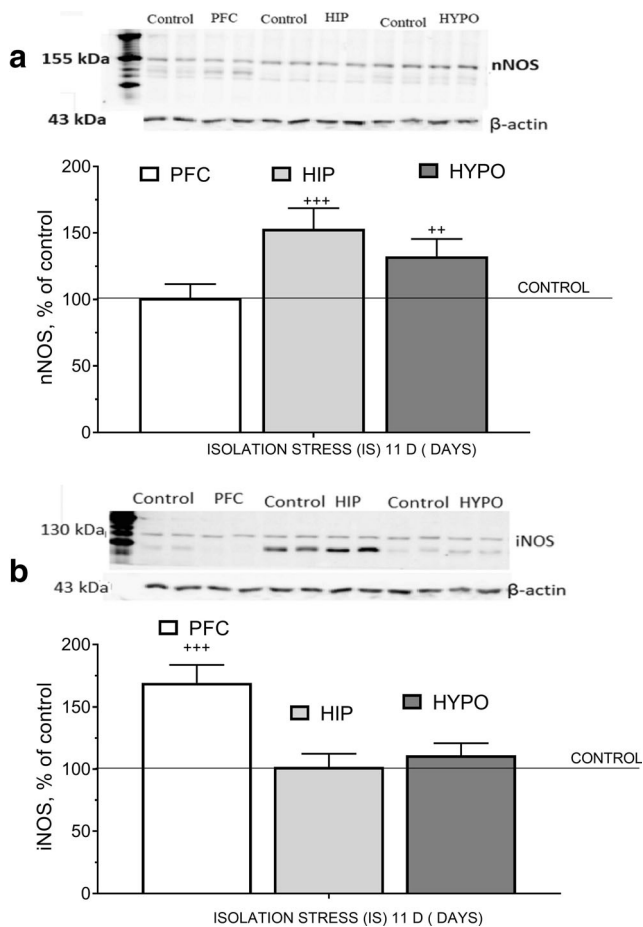 a
Control PFC Control HIP Control HYPO
155 kDa
nNOS
43 kDa
β-actin
200
150
100
50
0
nNOS, % of control
PFC HIP HYPO
+++
++
CONTROL
ISOLATION STRESS (IS) 11 D ( DAYS)
b
Control PFC Control HIP Control HYPO
130 kDa
iNOS
43 kDa
β-actin
200
150
100
50
0
iNOS, % of control
PFC
+++
HIP
HYPO
CONTROL
ISOLATION STRESS (IS) 11 D ( DAYS)